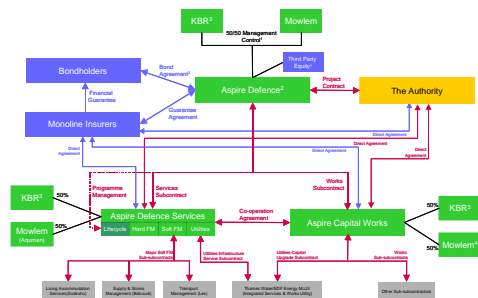 KBR³
Mowlem
50/50 Management
Control¹
Third Party
Equity
Bondholders
Bond
Agreement
Aspire Defence²
Project
Contract
The Authority
Financial
Guarantee
Guarantee
Agreement
Monoline Insurers
Direct Agreement
Direct Agreement
Direct
Agreement
Direct Agreement
Direct
Agreement
Programme
Management
Services
Subcontract
Works
Subcontract
KBR³
50%
Mowlem
(Aqumen)
50%
Aspire Defence Services
Lifecycle
Hard FM
Soft FM
Utilities
Co-operation
Agreement
Aspire Capital Works
50%
KBR³
50%
Mowlem⁴
Major Soft FM
Sub-subcontracts
Utilities Infrastructure
Service Subcontract
Utilities Capital
Upgrade Subcontract
Works
Sub-subcontracts
Living Accommodation
Services(Sodexho)
Supply & Stores
Management (Babcock)
Transport
Management (Lex)
Thames Water/EDF Energy MUJV
(Integrated Services & Works Utility)
Other Sub-subcontractors